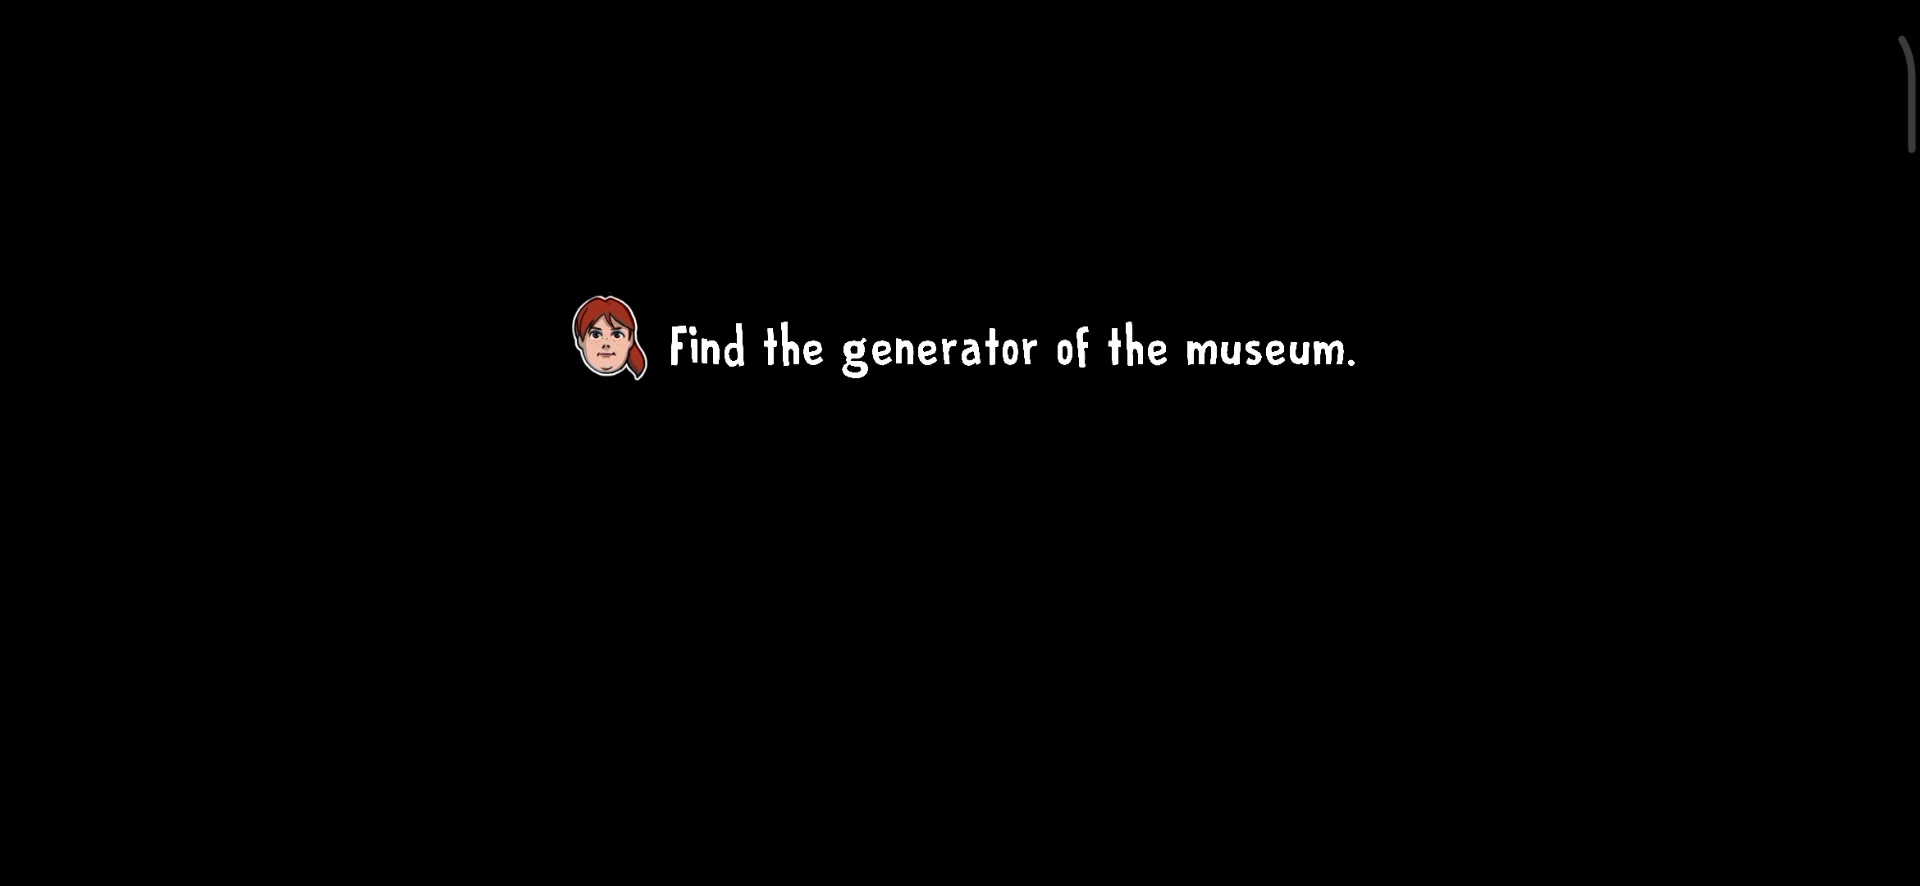 Find the generator of the museum.